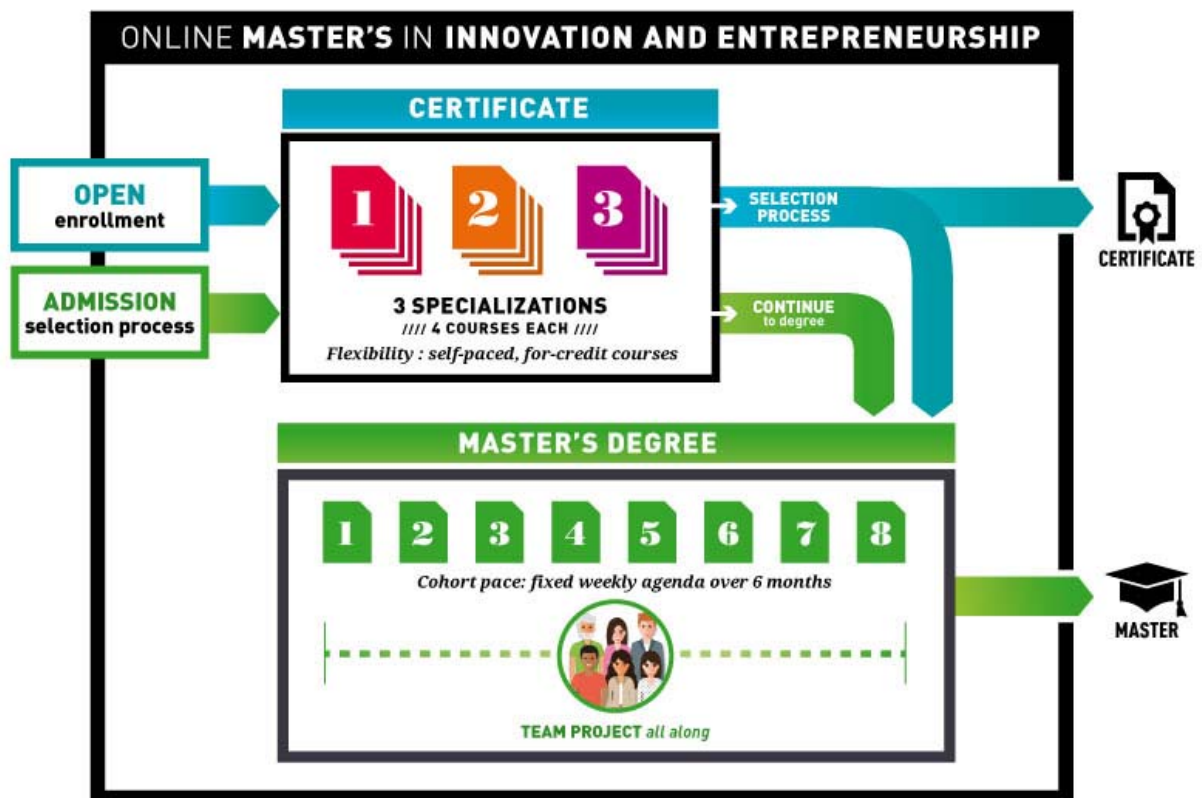 ONLINE MASTER'S IN INNOVATION AND ENTREPRENEURSHIP
CERTIFICATE
OPEN
enrollment
ADMISSION
selection process
1 2 3
3 SPECIALIZATIONS
//// 4 COURSES EACH ////
Flexibility : self-paced, for-credit courses
SELECTION
PROCESS
CONTINUE
to degree
CERTIFICATE
MASTER'S DEGREE
1 2 3 4 5 6 7 8
Cohort pace: fixed weekly agenda over 6 months
TEAM PROJECT all along
MASTER